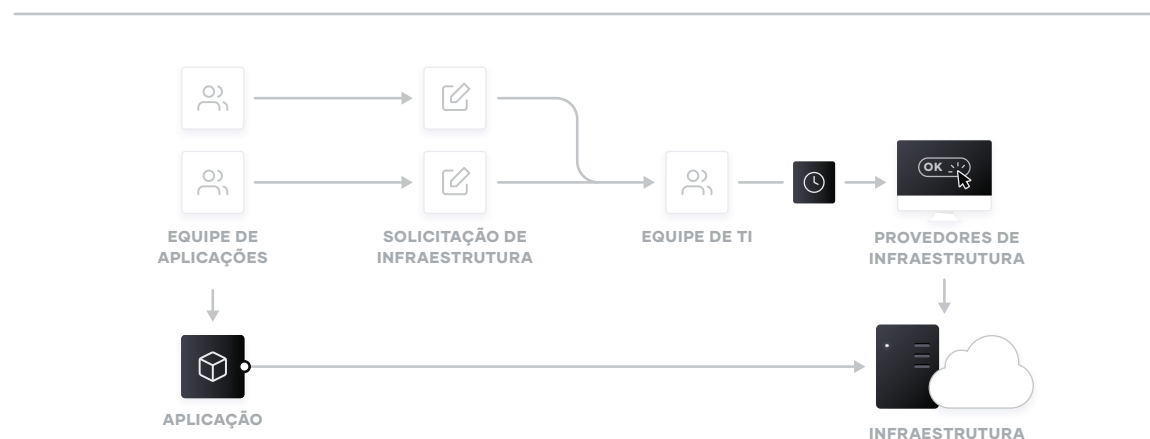 OK
EQUIPE DE
APLICAÇÕES
SOLICITAÇÃO DE
INFRAESTRUTURA
EQUIPE DE TI
PROVEDORES DE
INFRAESTRUTURA
APLICAÇÃO
INFRAESTRUTURA